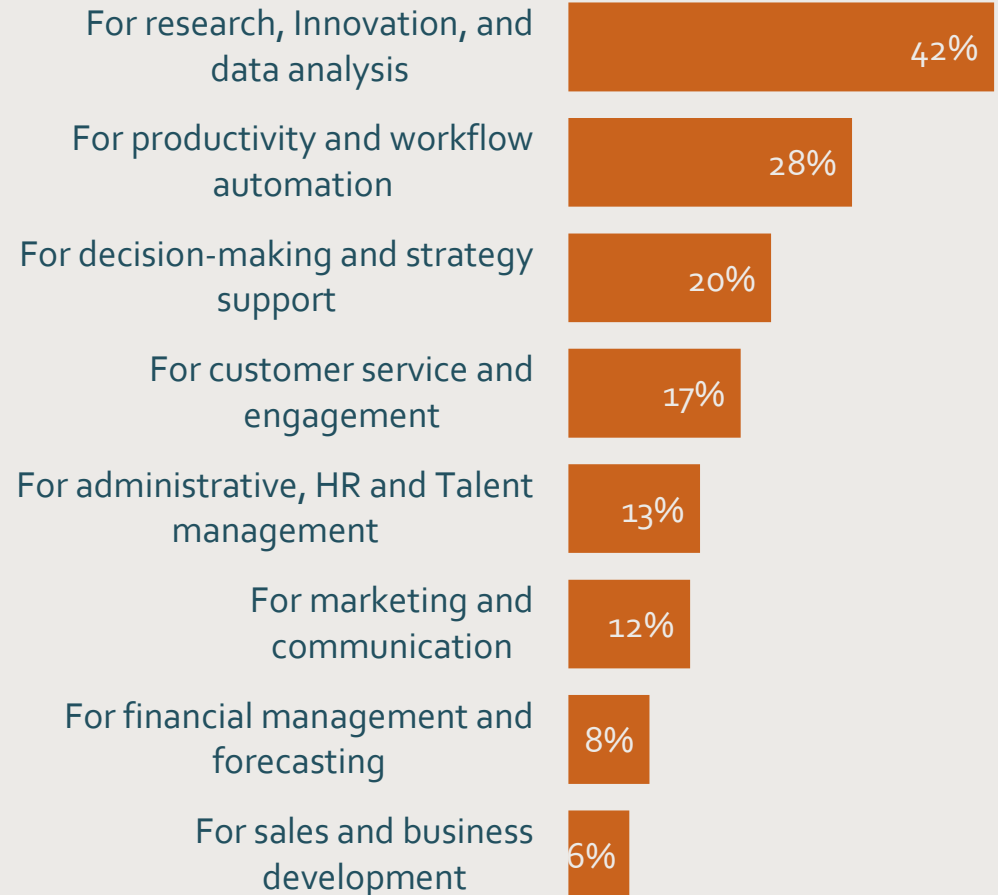 For research, Innovation, and
data analysis
42%
For productivity and workflow
automation
28%
For decision-making and strategy
support
20%
For customer service and
engagement
17%
For administrative, HR and Talent
management
13%
For marketing and
communication
12%
For financial management and
forecasting
8%
For sales and business
development
6%